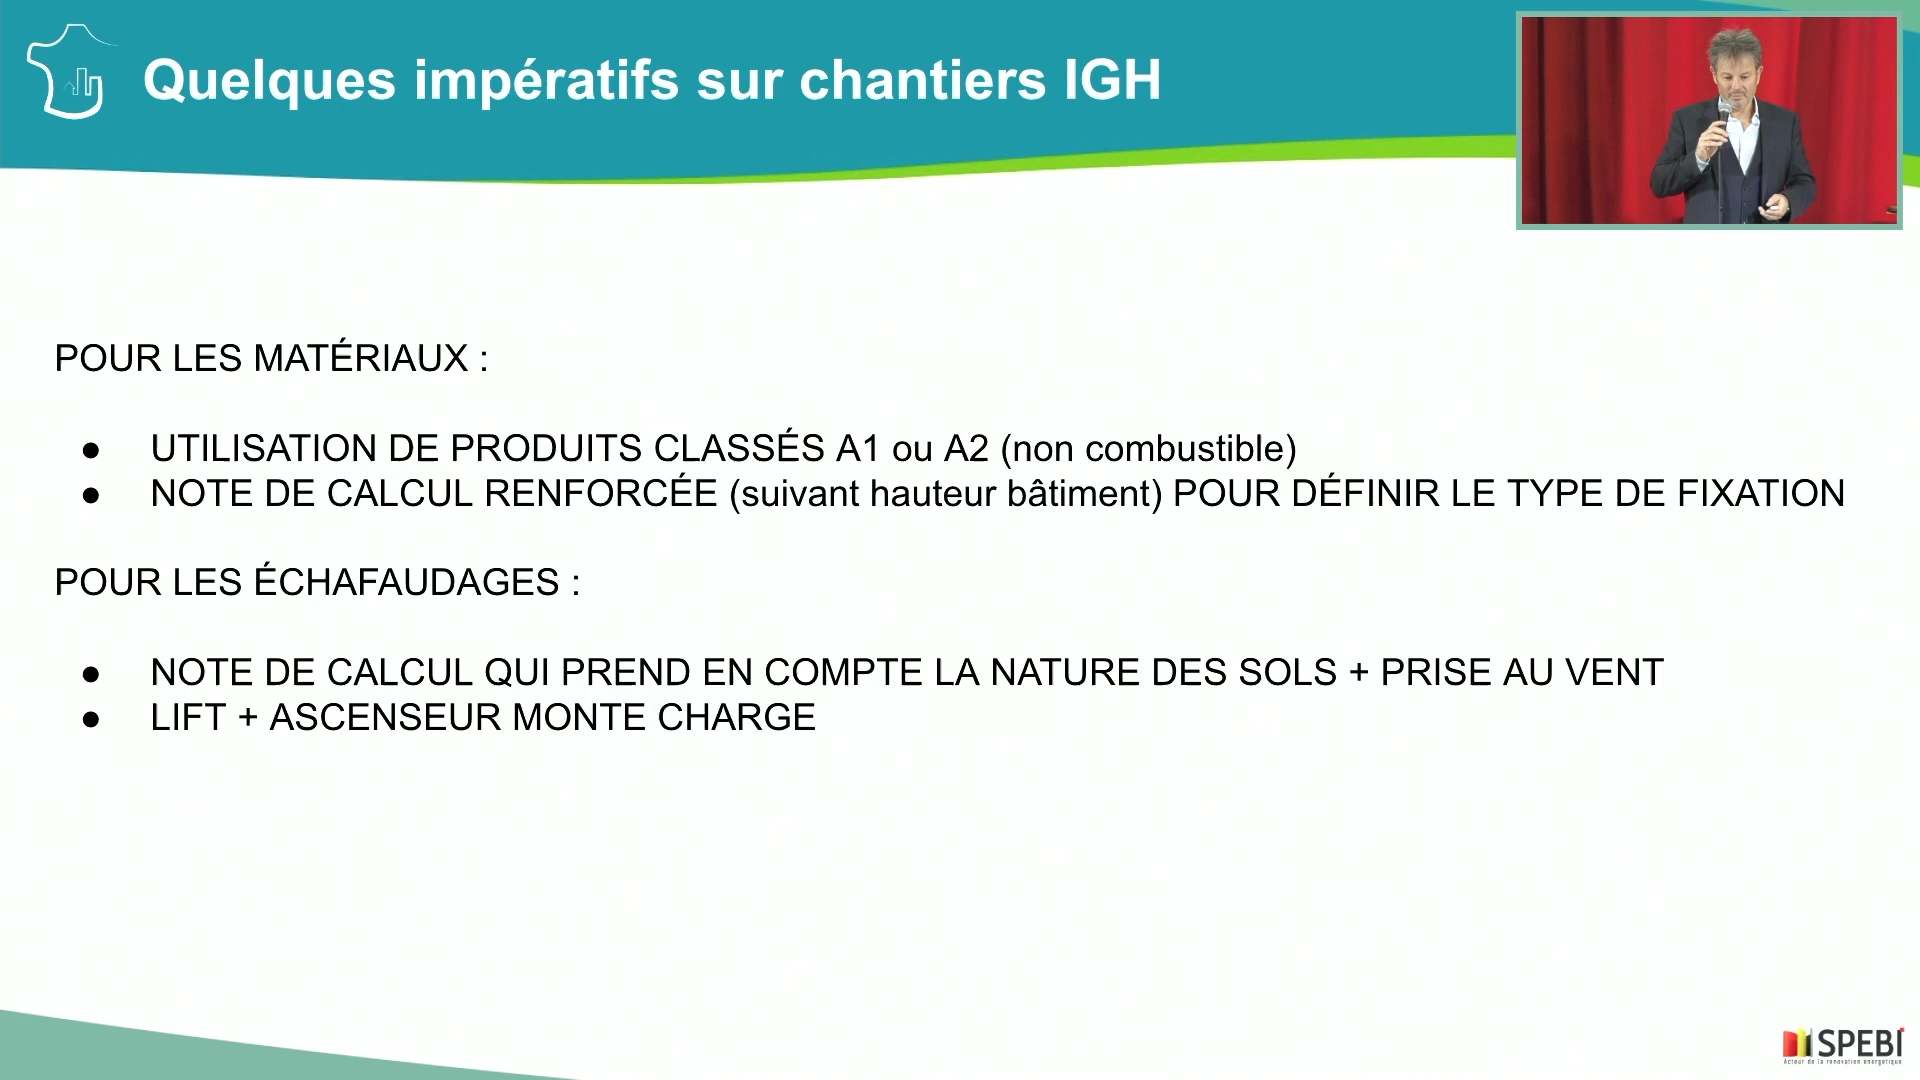 Quelques impératifs sur chantiers IGH
POUR LES MATÉRIAUX :
● UTILISATION DE PRODUITS CLASSÉS A1 ou A2 (non combustible)
● NOTE DE CALCUL RENFORCÉE (suivant hauteur bâtiment) POUR DÉFINIR LE TYPE DE FIXATION
POUR LES ÉCHAFAUDAGES :
● NOTE DE CALCUL QUI PREND EN COMPTE LA NATURE DES SOLS + PRISE AU VENT
● LIFT + ASCENSEUR MONTE CHARGE
SPEBI
Acteur de la rénovation énergétique